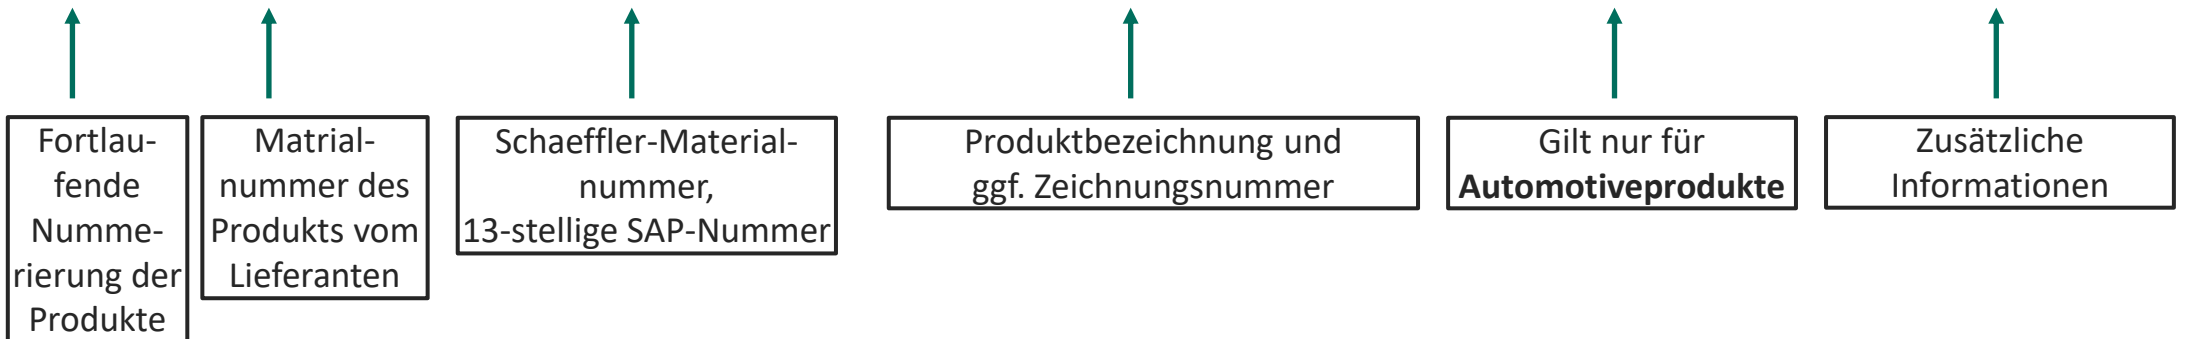 Fortlau-
fende
Numme-
rierung der
Produkte
Matrial-
nummer des
Produkts vom
Lieferanten
Schaeffler-Material-
nummer,
13-stellige SAP-Nummer
Produktbezeichnung und
ggf. Zeichnungsnummer
Gilt nur für
Automotiveprodukte
Zusätzliche
Informationen